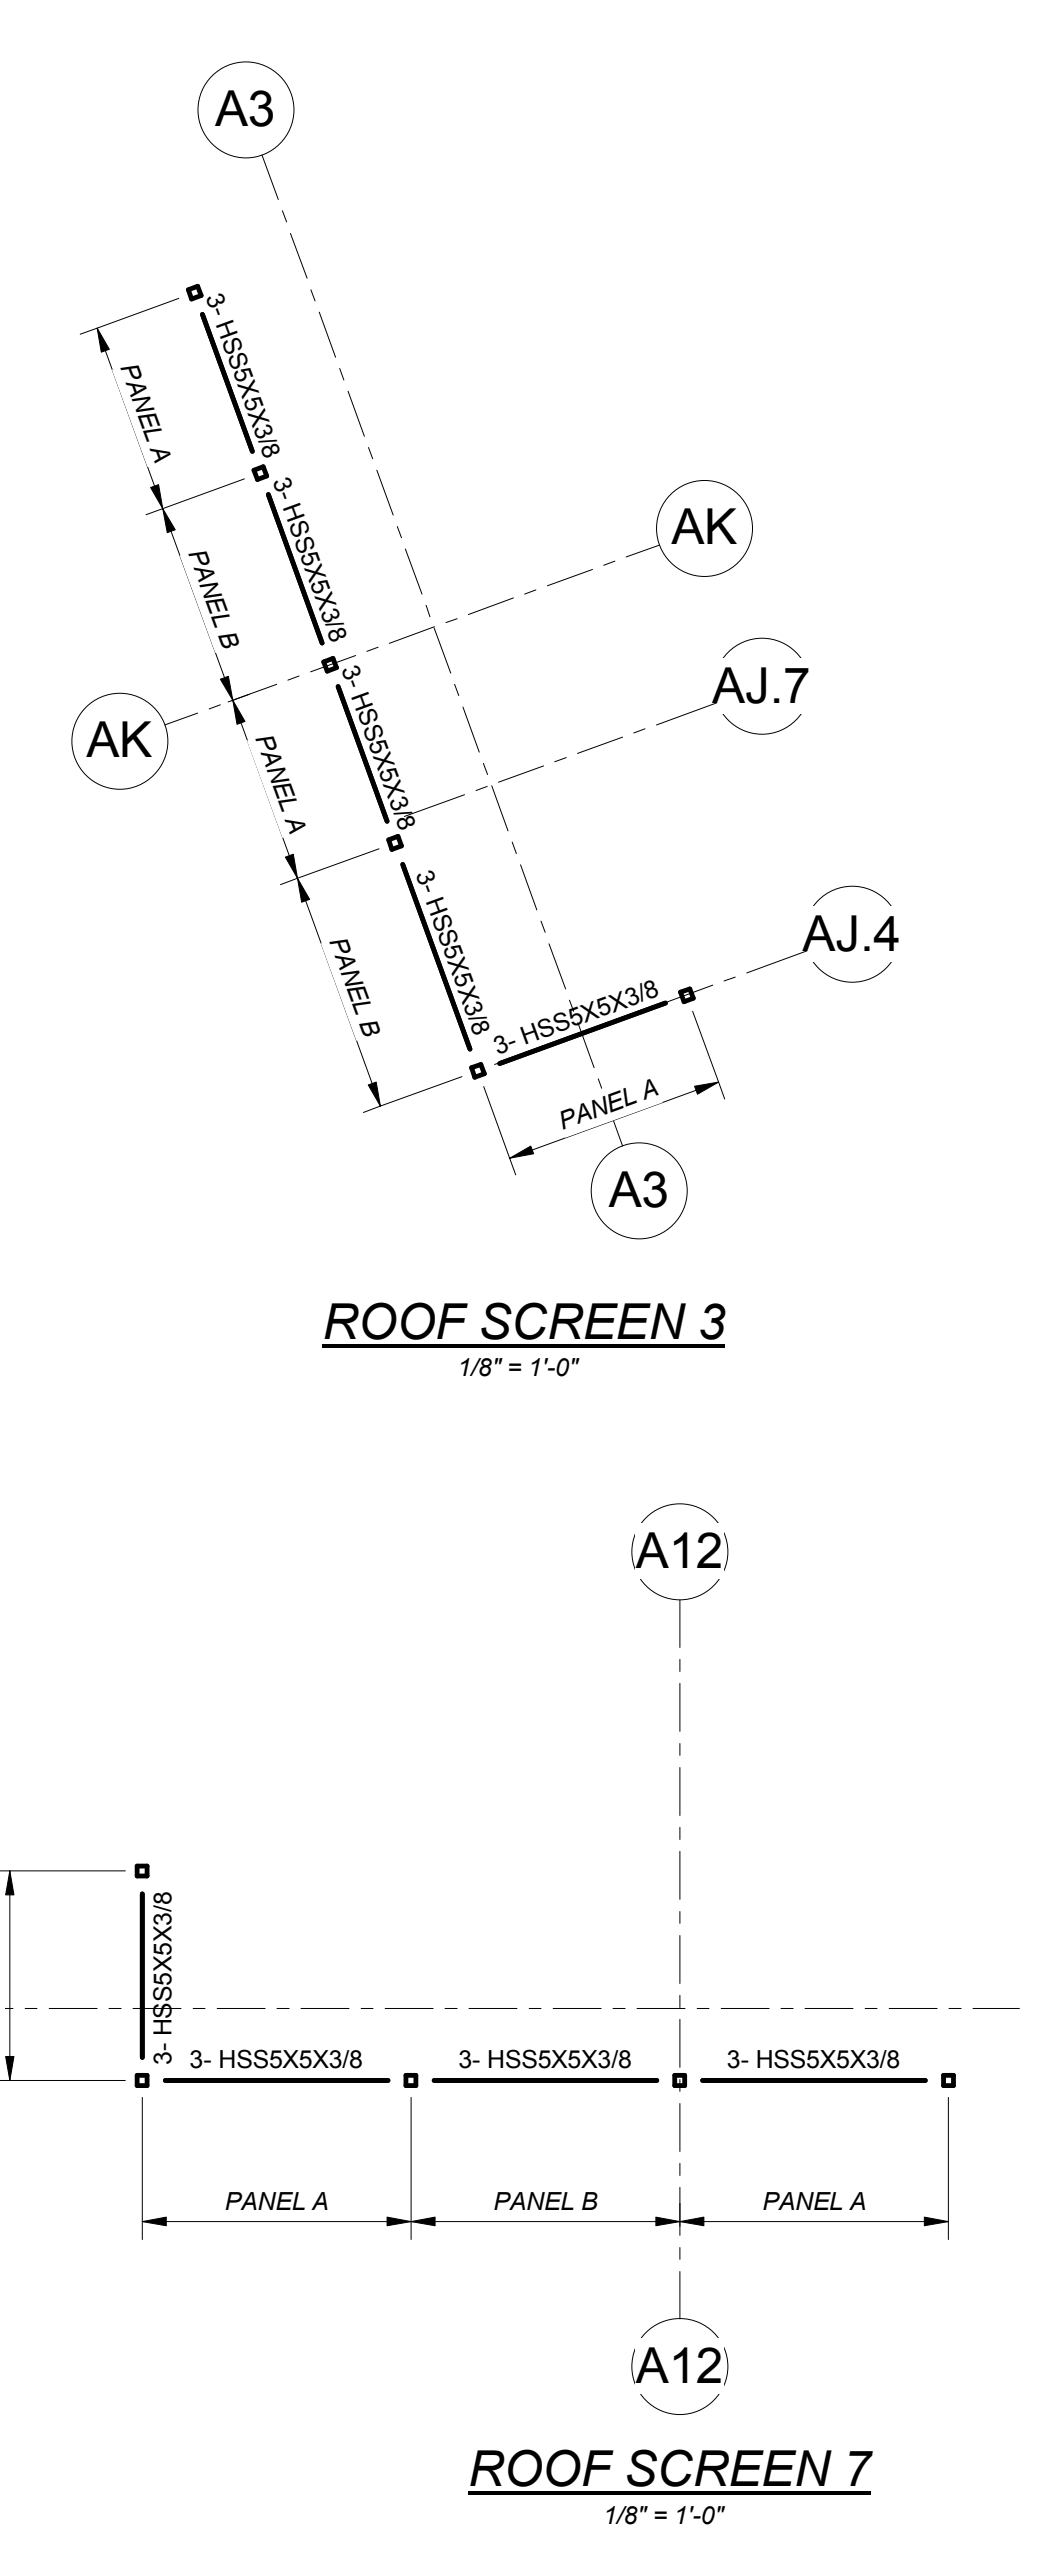 A3
3- HSS5X5X3/8
PANEL A
3- HSS5X5X3/8
AK
PANEL B
3- HSS5X5X3/8
AJ.7
AK
PANEL A
3- HSS5X5X3/8
AJ.4
PANEL B
3- HSS5X5X3/8
PANEL A
A3
ROOF SCREEN 3
1/8" = 1'-0"
A12
3- HSS5X5X3/8
3- HSS5X5X3/8
3- HSS5X5X3/8
3- HSS5X5X3/8
PANEL A
PANEL B
PANEL A
A12
ROOF SCREEN 7
1/8" = 1'-0"